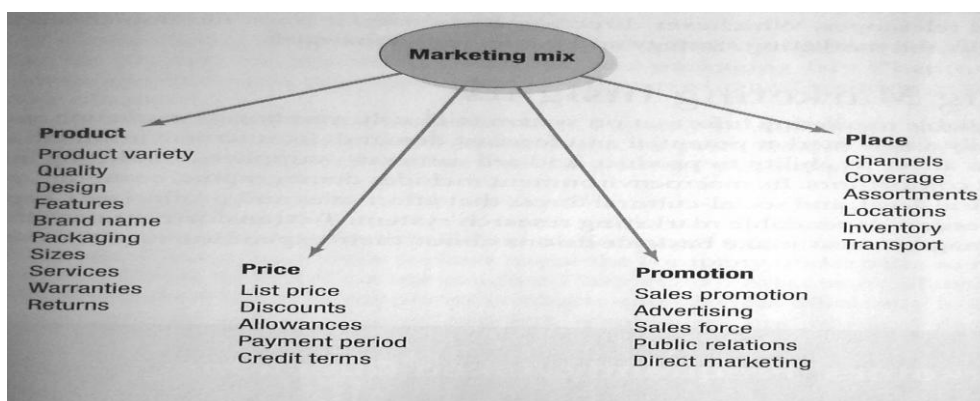 Marketing mix
Product
Product variety
Quality
Design
Features
Brand name
Packaging
Sizes
Services
Warranties
Returns
Price
List price
Discounts
Allowances
Payment period
Credit terms
Promotion
Sales promotion
Advertising
Sales force
Public relations
Direct marketing
Place
Channels
Coverage
Assortments
Locations
Inventory
Transport